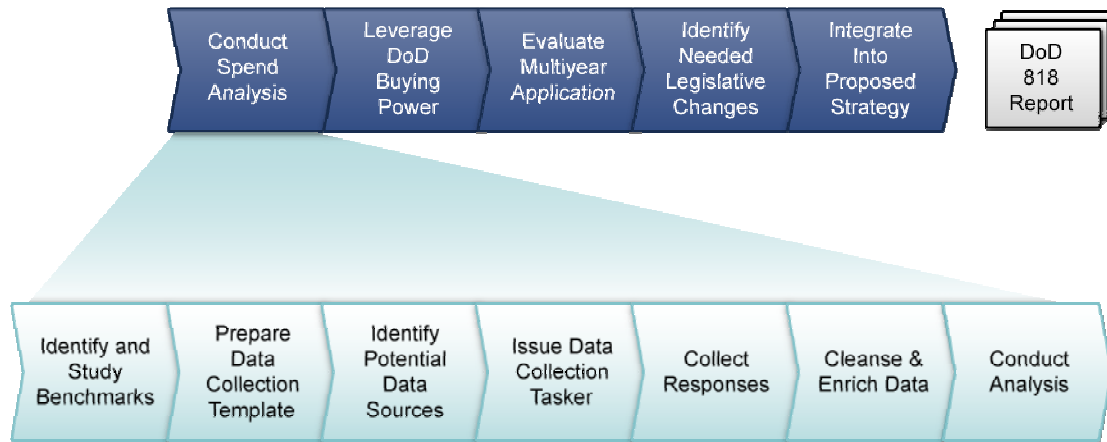 Conduct
Spend
Analysis
Leverage
DoD
Buying
Power
Evaluate
Multiyear
Application
Identify
Needed
Legislative
Changes
Integrate
Into
Proposed
Strategy
DoD
818
Report
Identify and
Study
Benchmarks
Prepare
Data
Collection
Template
Identify
Potential
Data
Sources
Issue Data
Collection
Tasker
Collect
Responses
Cleanse &
Enrich Data
Conduct
Analysis